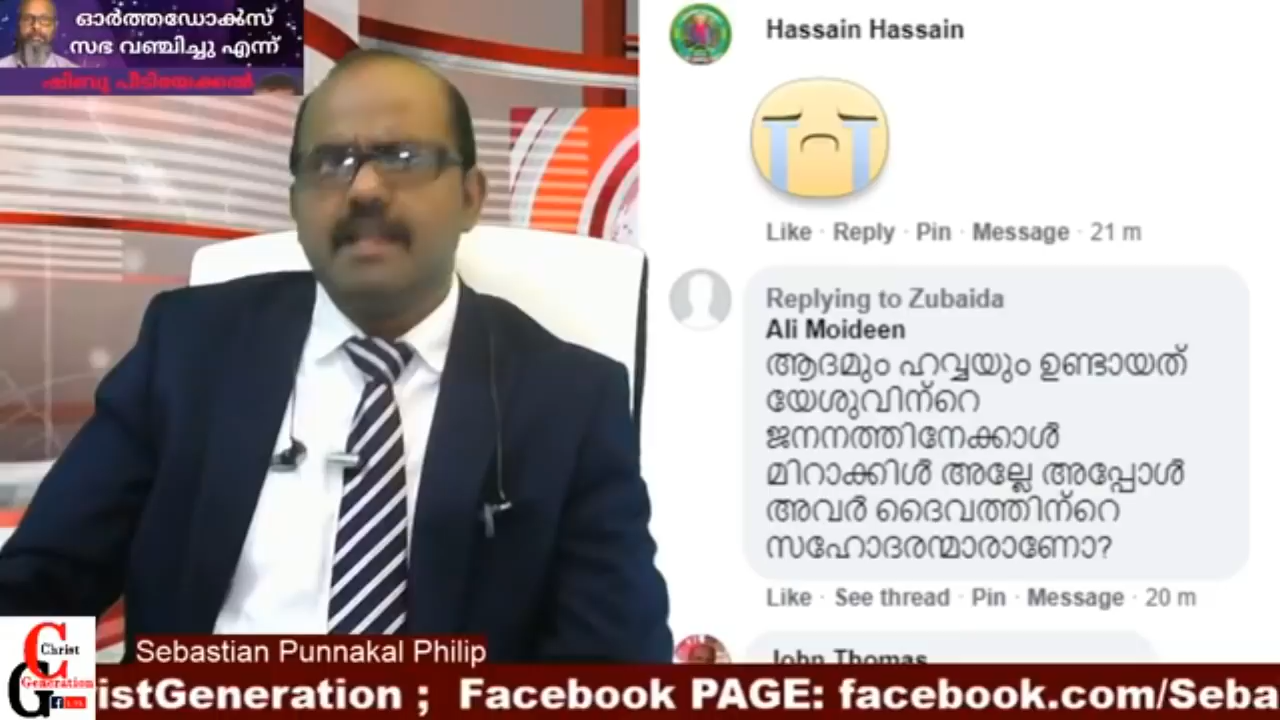 ഓർത്തഡോക്സ്
സഭ വഞ്ചിച്ചു എന്ന്
ഷിബു പീടിയേക്കൽ
Hassain Hassain
Like · Reply · Pin · Message · 21 m
Replying to Zubaida
Ali Moideen
ആദമും ഹവ്വയും ഉണ്ടായത്
യേശുവിന്റെ
ജനനത്തിനേക്കാൾ
മിറാക്കിൾ അല്ലേ അപ്പോൾ
അവർ ദൈവത്തിന്റെ
സഹോദരന്മാരാണോ?
Like · See thread · Pin · Message · 20 m
John Thomas
Sebastian Punnakal Philip
Christ
Generation
istGeneration ; Facebook PAGE: facebook.com/Seba